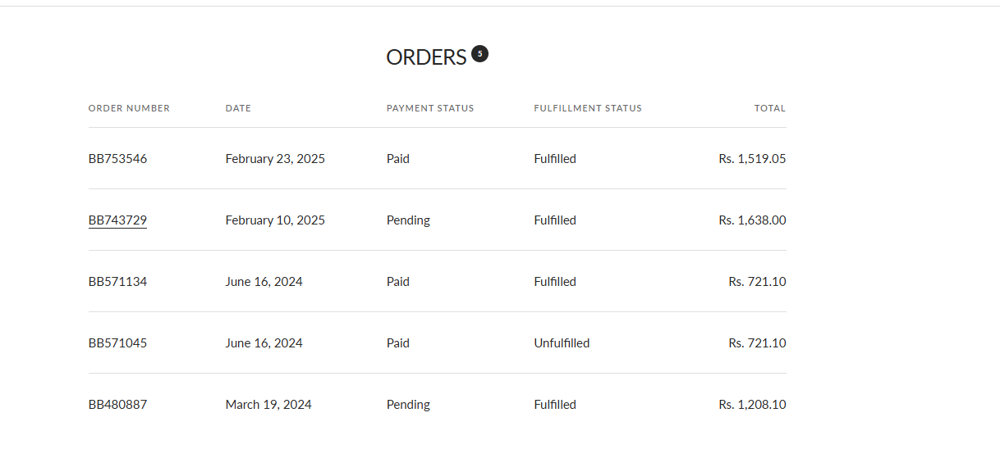 ORDERS 5
ORDER NUMBER DATE PAYMENT STATUS FULFILLMENT STATUS TOTAL
BB753546 February 23, 2025 Paid Fulfilled Rs. 1,519.05
BB743729 February 10, 2025 Pending Fulfilled Rs. 1,638.00
BB571134 June 16, 2024 Paid Fulfilled Rs. 721.10
BB571045 June 16, 2024 Paid Unfulfilled Rs. 721.10
BB480887 March 19, 2024 Pending Fulfilled Rs. 1,208.10